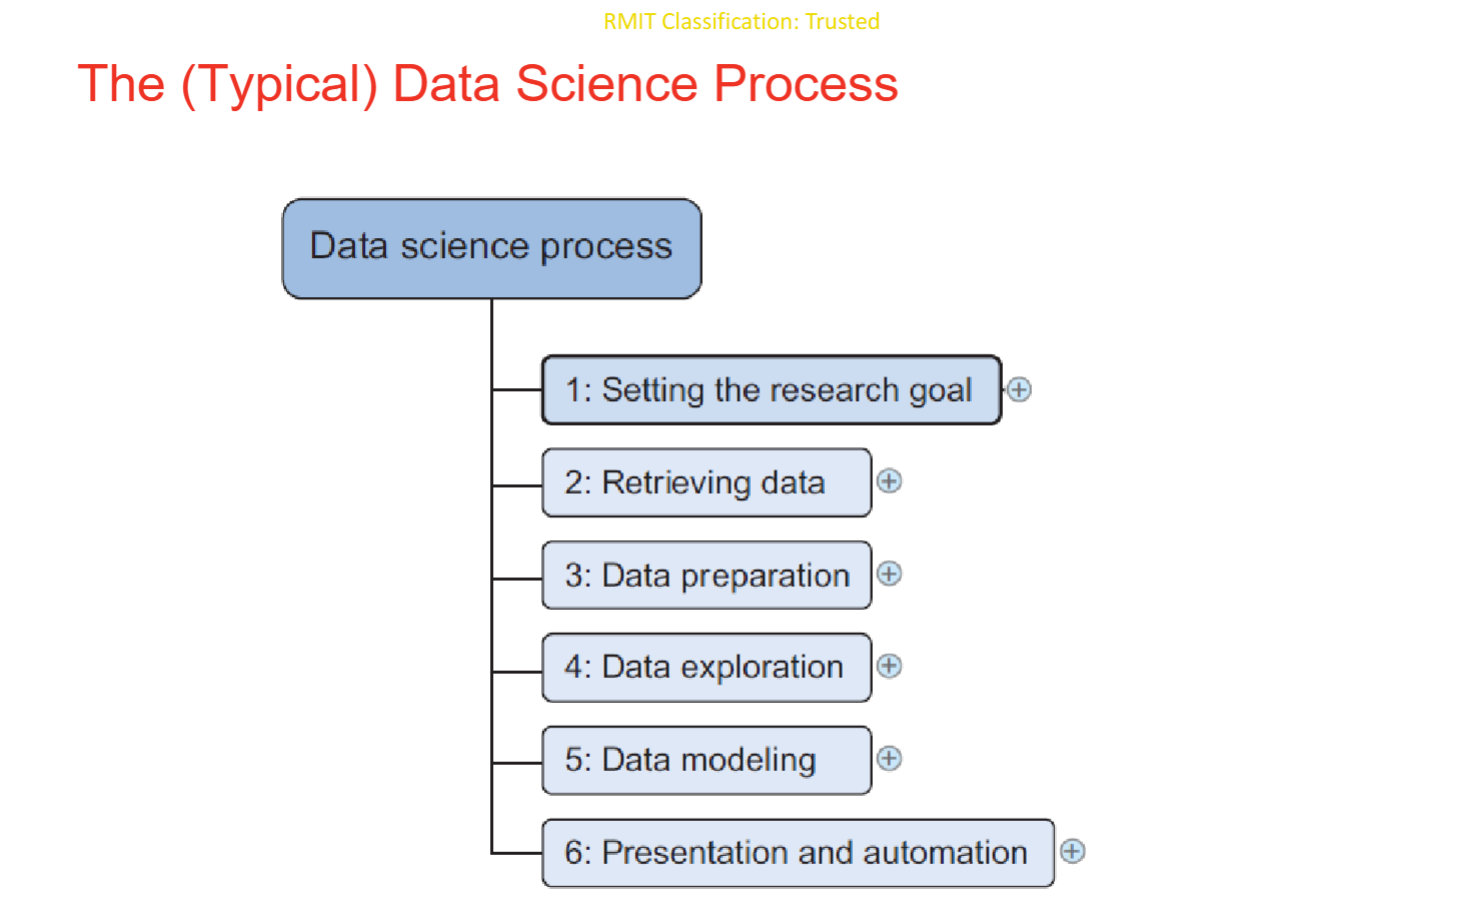 RMIT Classification: Trusted
The (Typical) Data Science Process
Data science process
1: Setting the research goal
2: Retrieving data
3: Data preparation
4: Data exploration
5: Data modeling
6: Presentation and automation